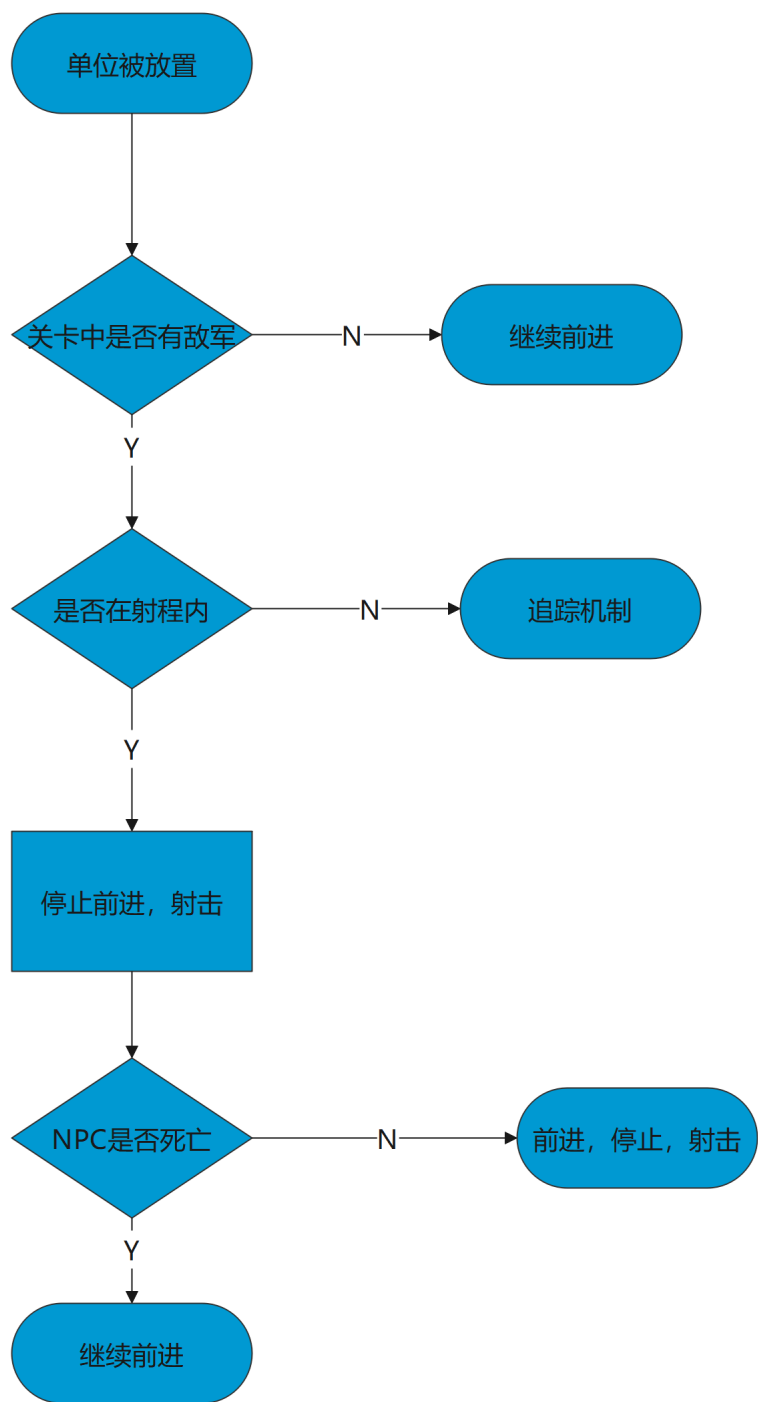 单位被放置
关卡中是否有敌军
N
继续前进
Y
是否在射程内
N
追踪机制
Y
停止前进，射击
NPC是否死亡
N
前进，停止，射击
Y
继续前进